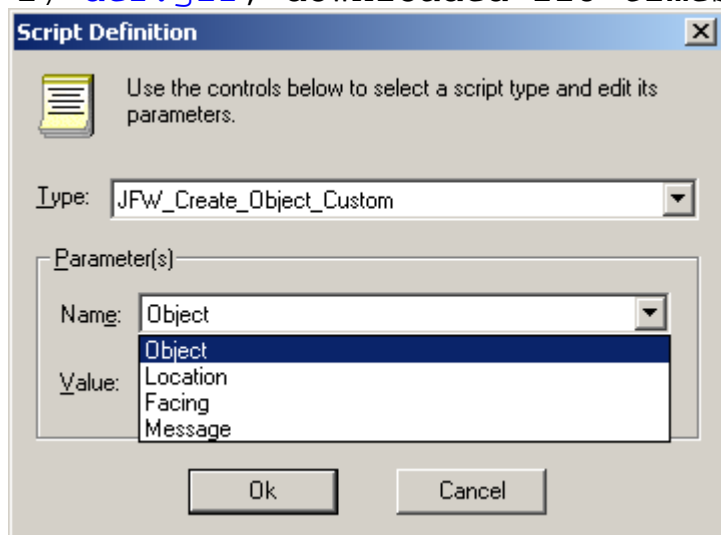 Script Definition
Use the controls below to select a script type and edit its
parameters.
Type: JFW_Create_Object_Custom
Parameter(s)
Name: Object
Object
Location
Value:
Facing
Message
Ok Cancel